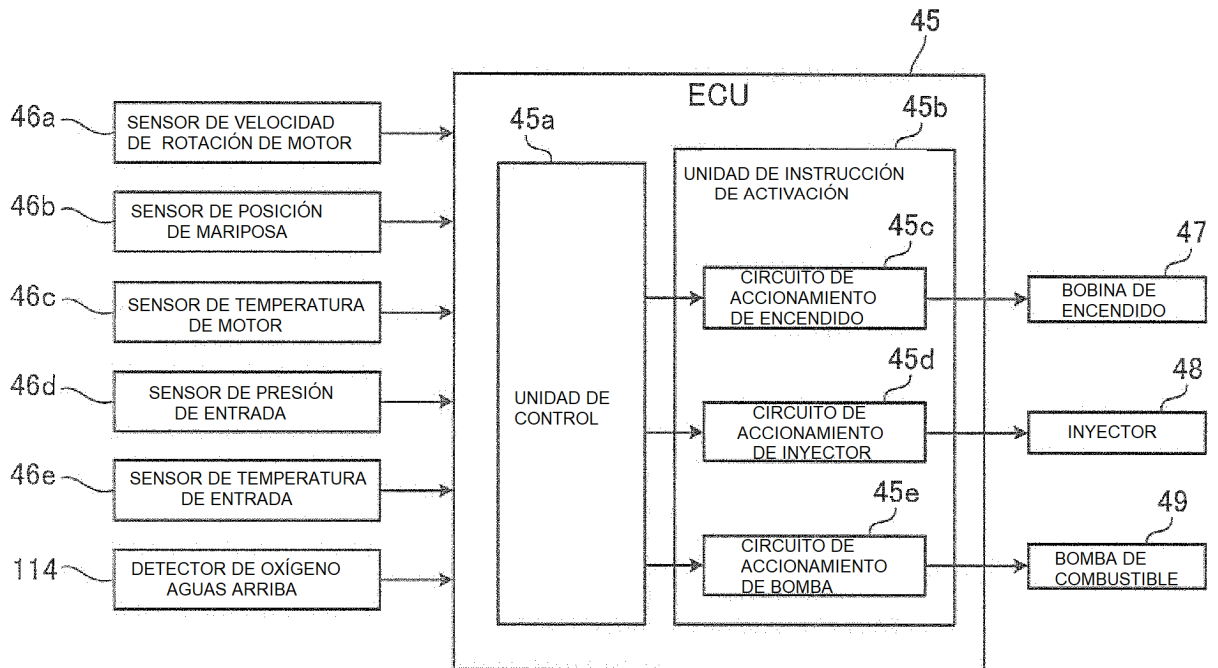 45
ECU
46a
SENSOR DE VELOCIDAD
DE ROTACIÓN DE MOTOR
46b
SENSOR DE POSICIÓN
DE MARIPOSA
46c
SENSOR DE TEMPERATURA
DE MOTOR
46d
SENSOR DE PRESIÓN
DE ENTRADA
46e
SENSOR DE TEMPERATURA
DE ENTRADA
114
DETECTOR DE OXÍGENO
AGUAS ARRIBA
45a
UNIDAD DE
CONTROL
45b
UNIDAD DE INSTRUCCIÓN
DE ACTIVACIÓN
45c
CIRCUITO DE
ACCIONAMIENTO
DE ENCENDIDO
45d
CIRCUITO DE
ACCIONAMIENTO
DE INYECTOR
45e
CIRCUITO DE
ACCIONAMIENTO
DE BOMBA
47
BOBINA DE
ENCENDIDO
48
INYECTOR
49
BOMBA DE
COMBUSTIBLE